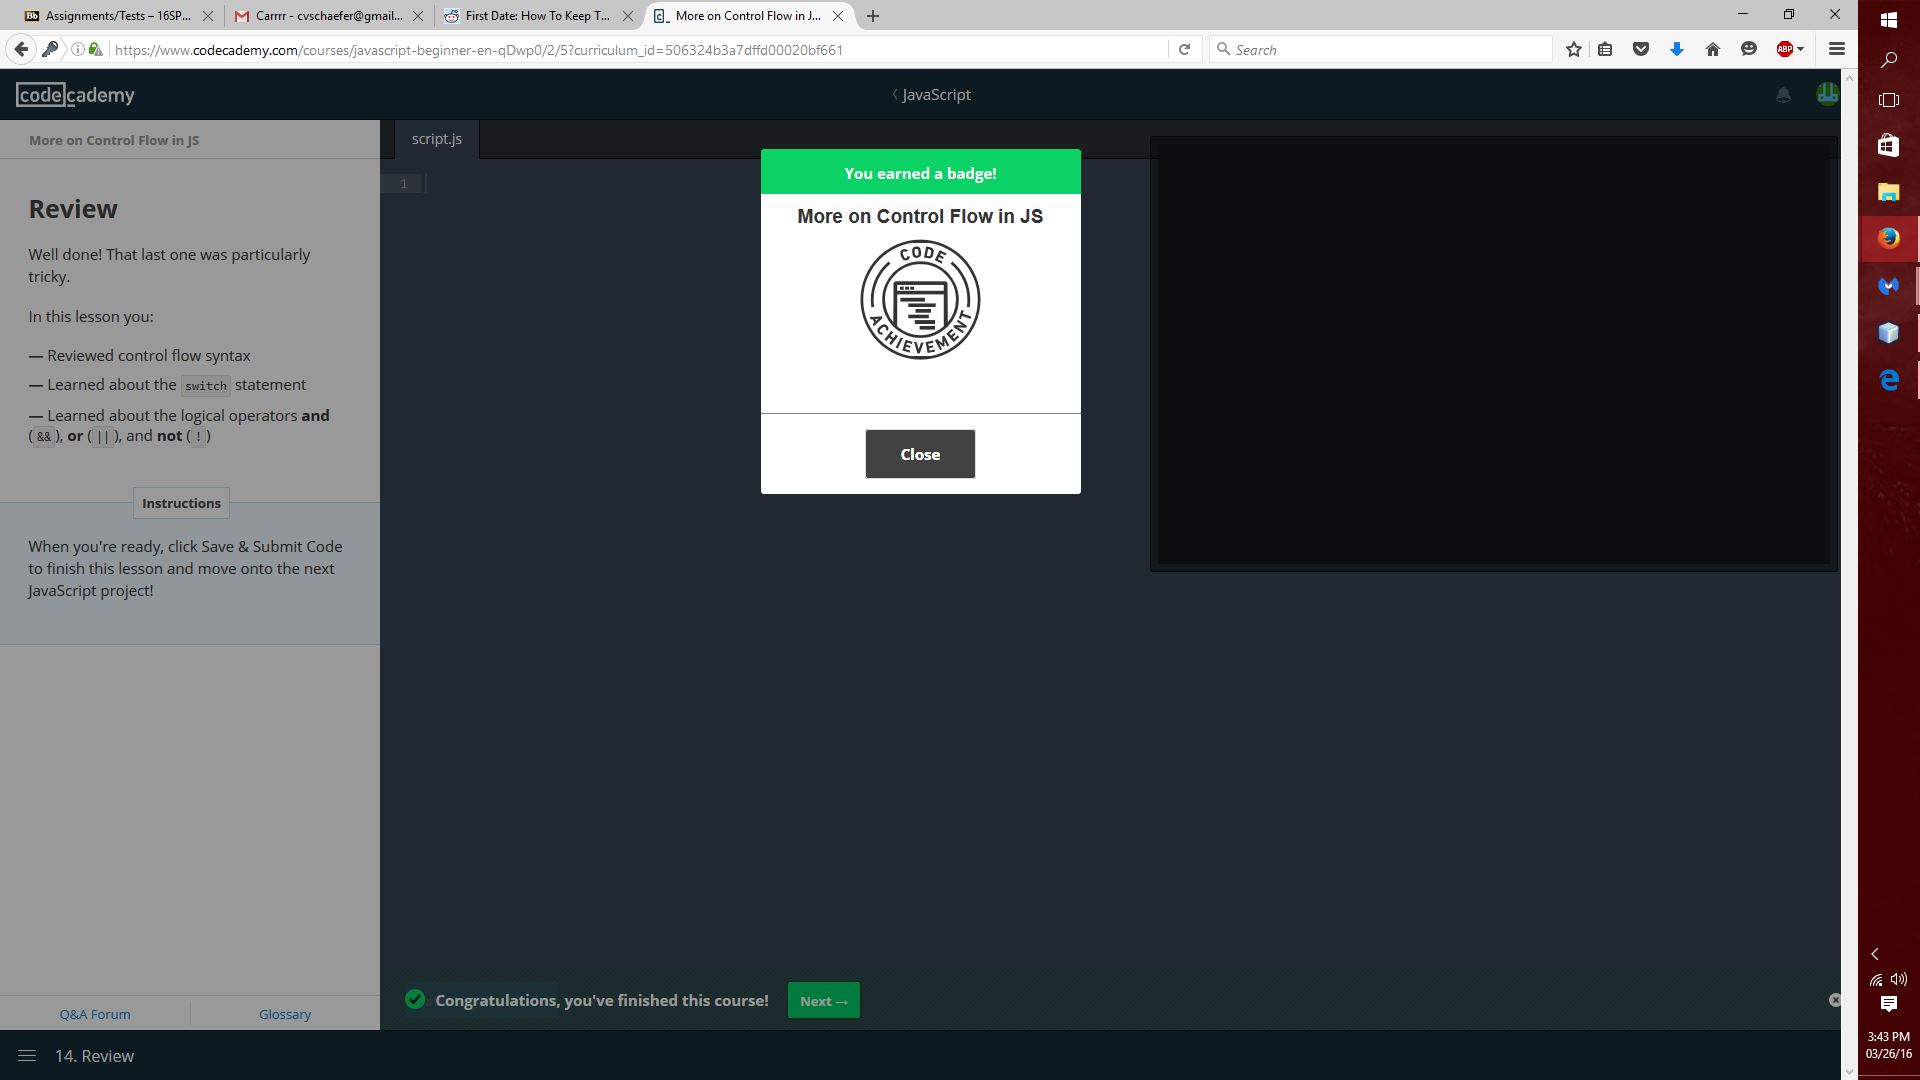 Assignments/Tests – 16SP...
Carrrr - cvschaefer@gmail...
First Date: How To Keep T...
More on Control Flow in J...
https://www.codecademy.com/courses/javascript-beginner-en-qDwp0/2/5?curriculum_id=506324b3a7dffd00020bf661
Search
ABP
codecademy
JavaScript
More on Control Flow in JS
script.js
1
Review
Well done! That last one was particularly
tricky.
In this lesson you:
— Reviewed control flow syntax
— Learned about the switch statement
— Learned about the logical operators and
( && ), or ( || ), and not ( ! )
Instructions
When you're ready, click Save & Submit Code
to finish this lesson and move onto the next
JavaScript project!
You earned a badge!
More on Control Flow in JS
CODE
ACHIEVEMENT
Close
Congratulations, you've finished this course!
Next →
Q&A Forum
Glossary
14. Review
3:43 PM
03/26/16